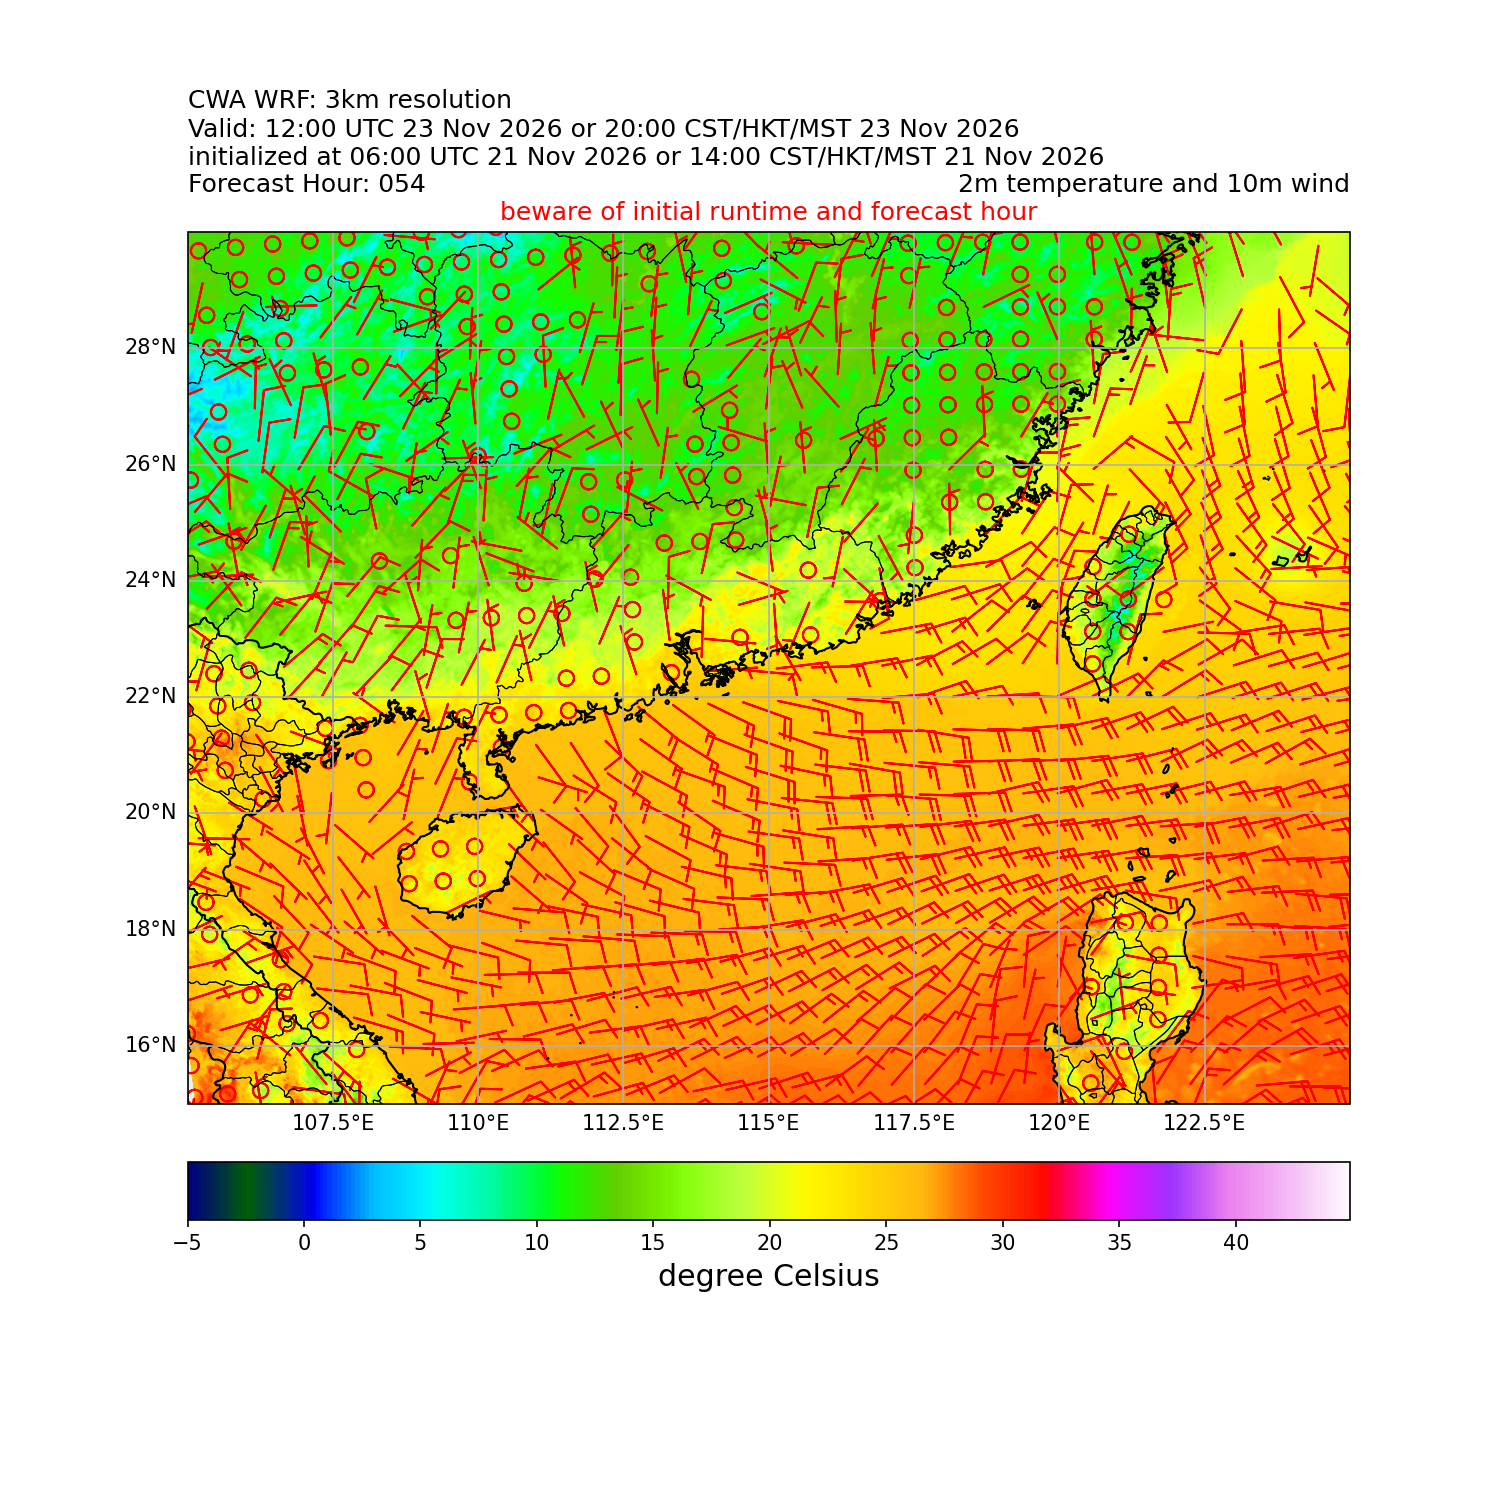 CWA WRF: 3km resolution
Valid: 12:00 UTC 23 Nov 2026 or 20:00 CST/HKT/MST 23 Nov 2026
initialized at 06:00 UTC 21 Nov 2026 or 14:00 CST/HKT/MST 21 Nov 2026
Forecast Hour: 054 2m temperature and 10m wind
beware of initial runtime and forecast hour
28°N
26°N
24°N
22°N
20°N
18°N
16°N
107.5°E 110°E 112.5°E 115°E 117.5°E 120°E 122.5°E
−5 0 5 10 15 20 25 30 35 40
degree Celsius